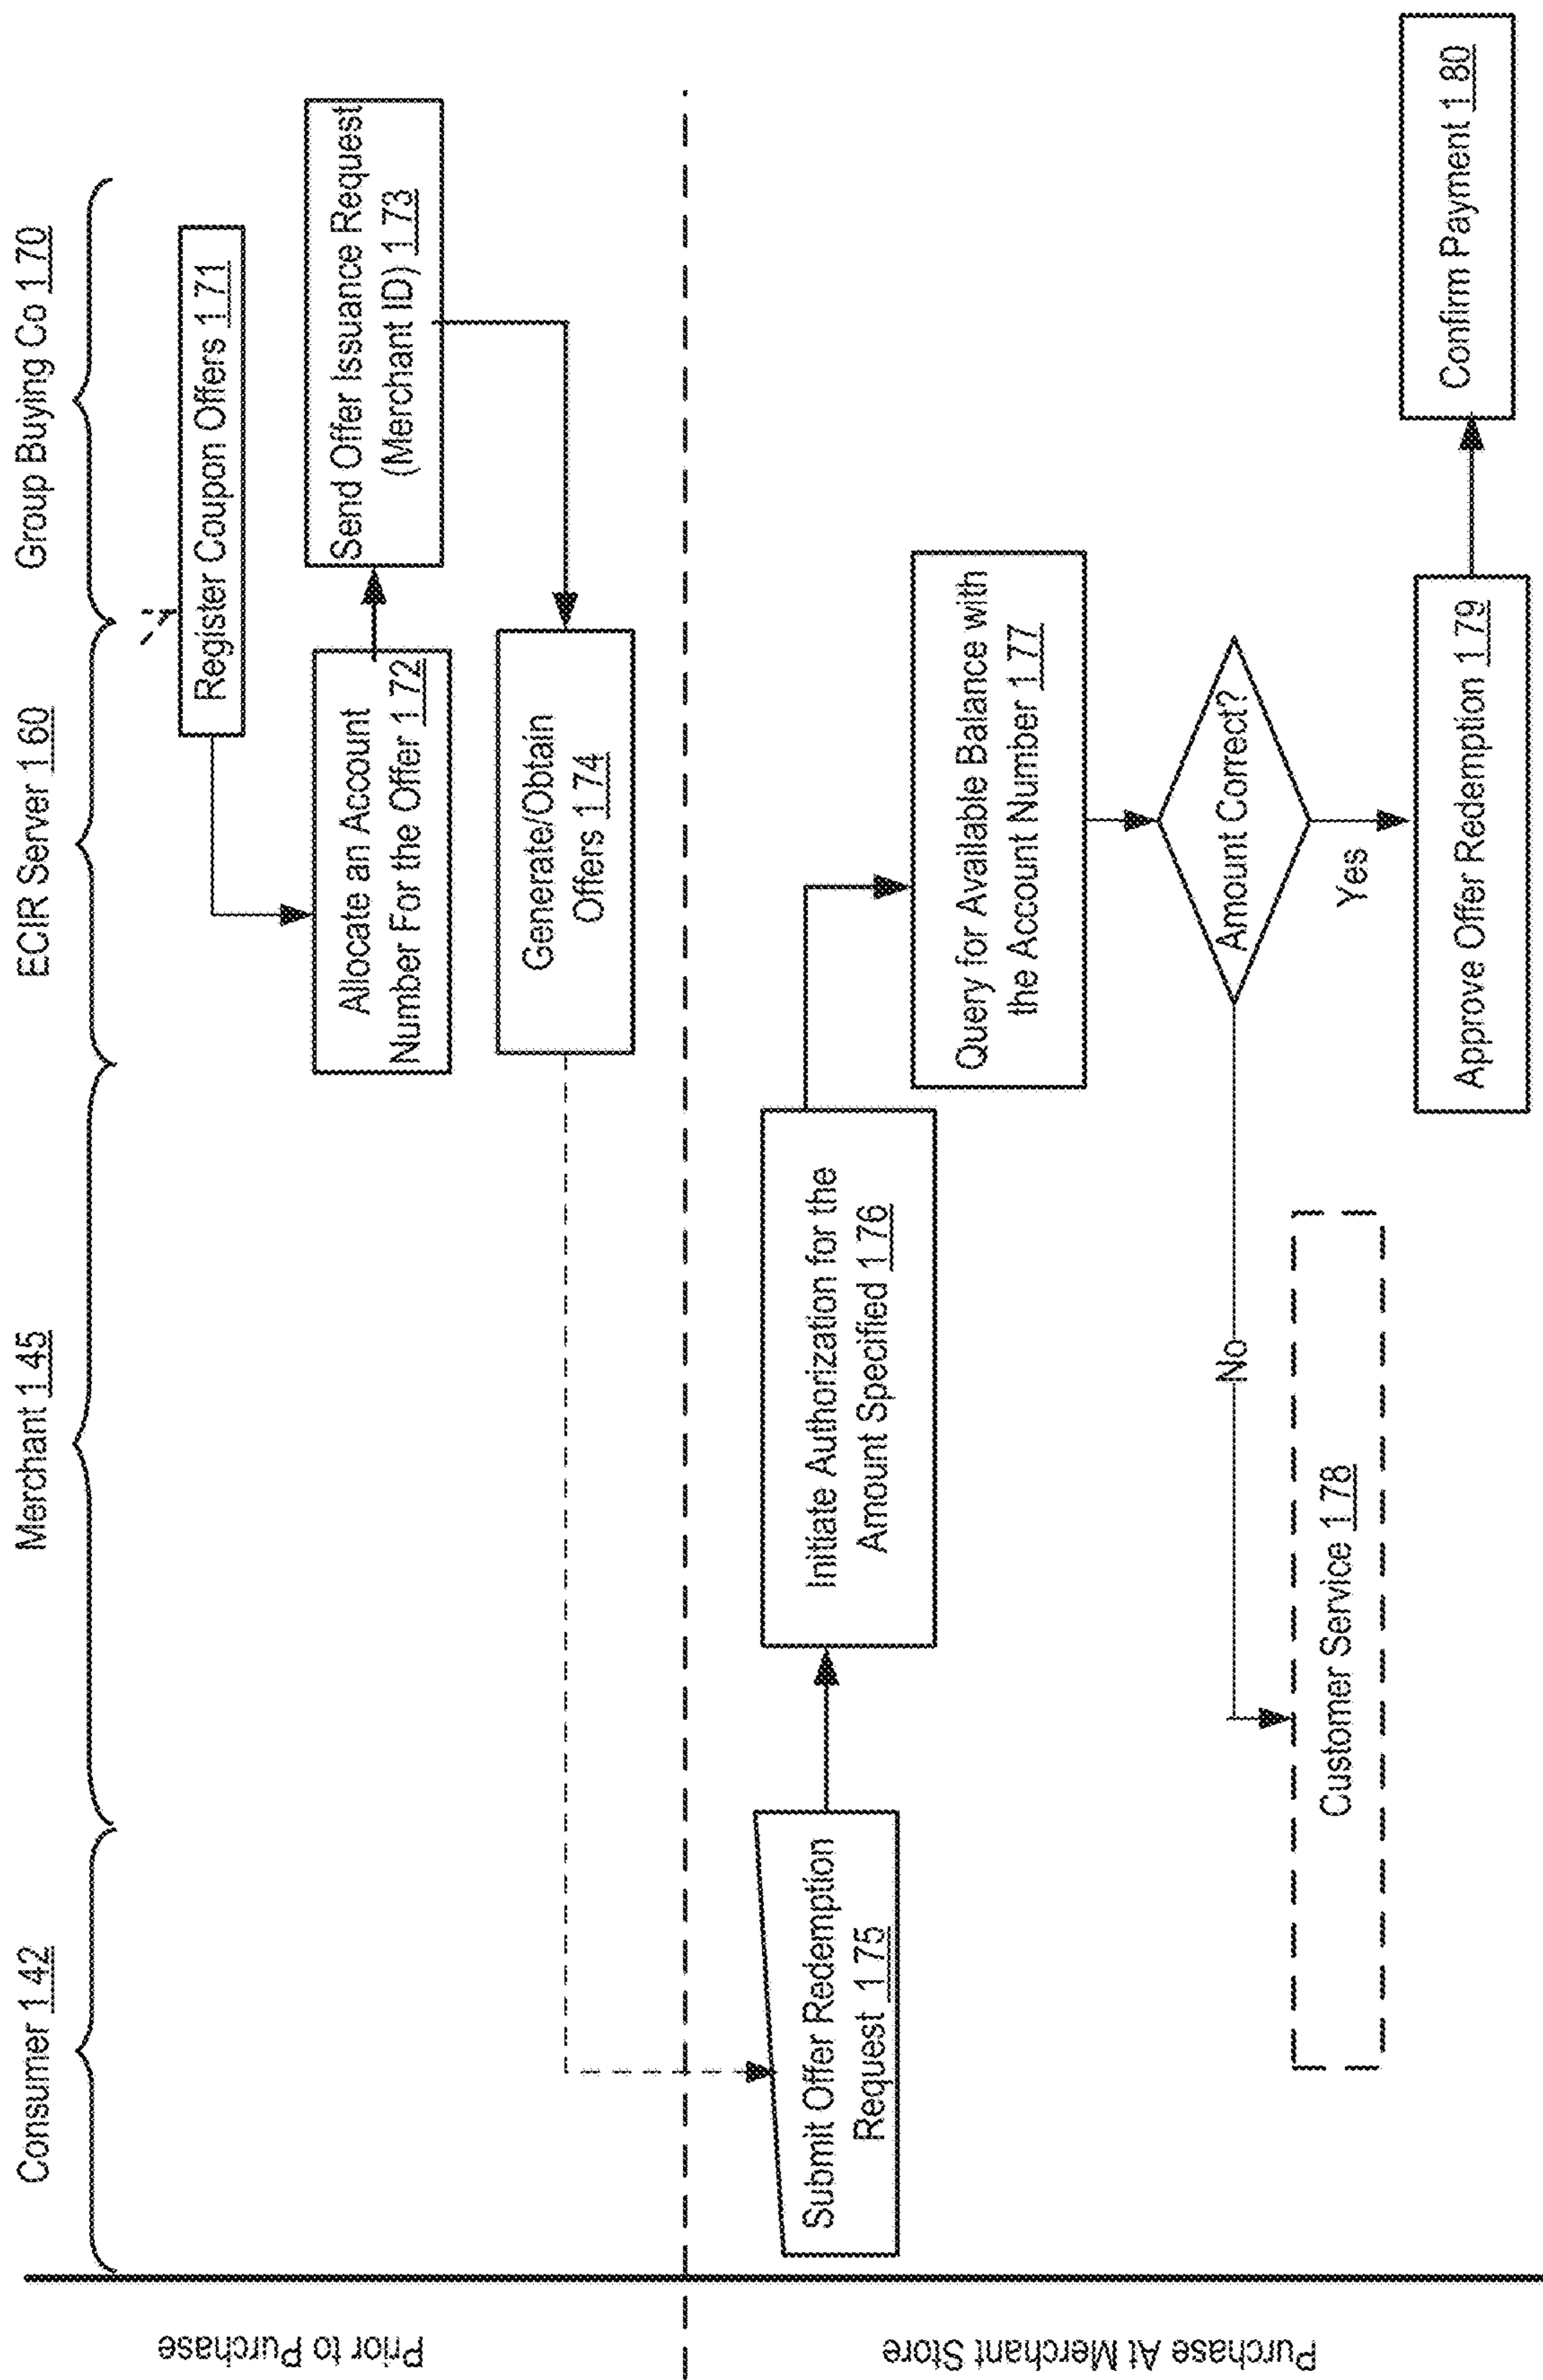 Consumer 142
Merchant 145
ECIR Server 160
Group Buying Co 170
Prior to Purchase
Register Coupon Offers 171
Allocate an Account
Number For the Offer 172
Send Offer Issuance Request
(Merchant ID) 173
Generate/Obtain
Offers 174
Purchase At Merchant Store
Submit Offer Redemption
Request 175
Initiate Authorization for the
Amount Specified 176
Query for Available Balance with
the Account Number 177
Amount Correct?
No
Yes
Customer Service 178
Approve Offer Redemption 179
Confirm Payment 180